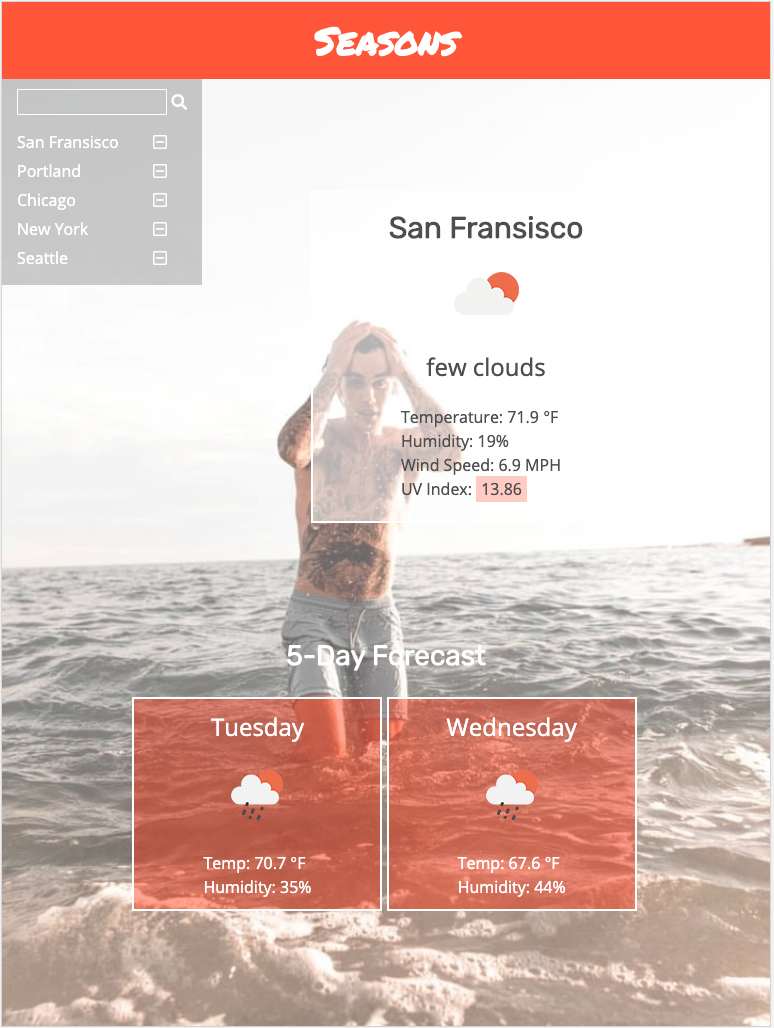 Seasons
San Fransisco
Portland
Chicago
New York
Seattle
San Fransisco
few clouds
Temperature: 71.9 °F
Humidity: 19%
Wind Speed: 6.9 MPH
UV Index: 13.86
5-Day Forecast
Tuesday
Temp: 70.7 °F
Humidity: 35%
Wednesday
Temp: 67.6 °F
Humidity: 44%